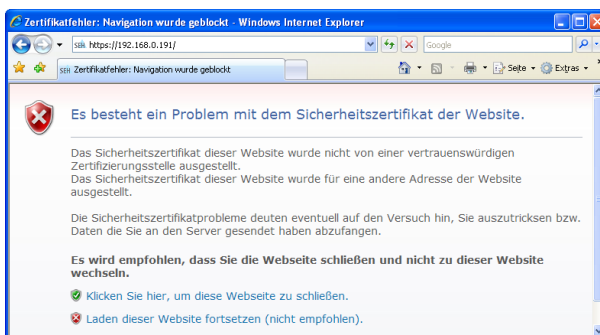 Zertifikatfehler: Navigation wurde geblockt - Windows Internet Explorer
SEH https://192.168.0.191/
Google
SEH Zertifikatfehler: Navigation wurde geblockt
Seite
Extras
Es besteht ein Problem mit dem Sicherheitszertifikat der Website.
Das Sicherheitszertifikat dieser Website wurde nicht von einer vertrauenswürdigen
Zertifizierungsstelle ausgestellt.
Das Sicherheitszertifikat dieser Website wurde für eine andere Adresse der Website
ausgestellt.
Die Sicherheitszertifikatprobleme deuten eventuell auf den Versuch hin, Sie auszutricksen bzw.
Daten die Sie an den Server gesendet haben abzufangen.
Es wird empfohlen, dass Sie die Webseite schließen und nicht zu dieser Website
wechseln.
Klicken Sie hier, um diese Webseite zu schließen.
Laden dieser Website fortsetzen (nicht empfohlen).